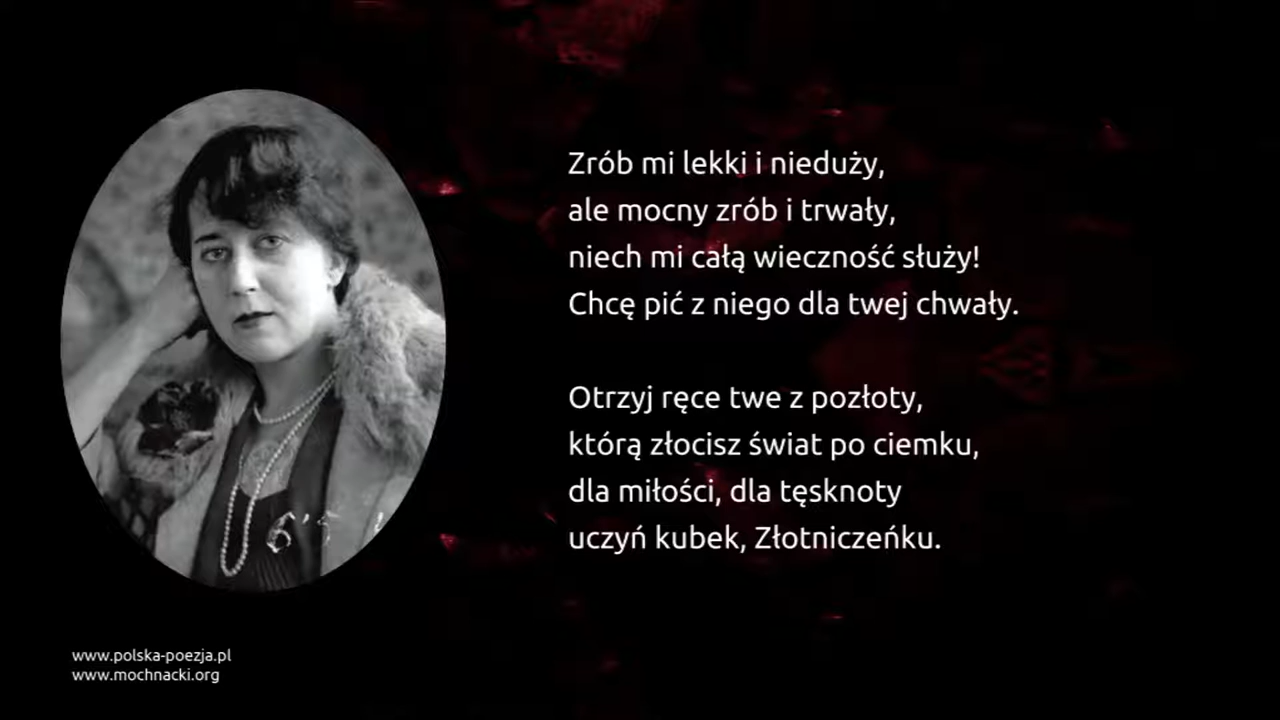 Zrób mi lekki i nieduży,
ale mocny zrób i trwały,
niech mi całą wieczność służy!
Chcę pić z niego dla twej chwały.
Otrzyj ręce twe z pozłoty,
którą złocisz świat po ciemku,
dla miłości, dla tęsknoty
uczyń kubek, Złotniczeńku.
www.polska-poezja.pl
www.mochnacki.org